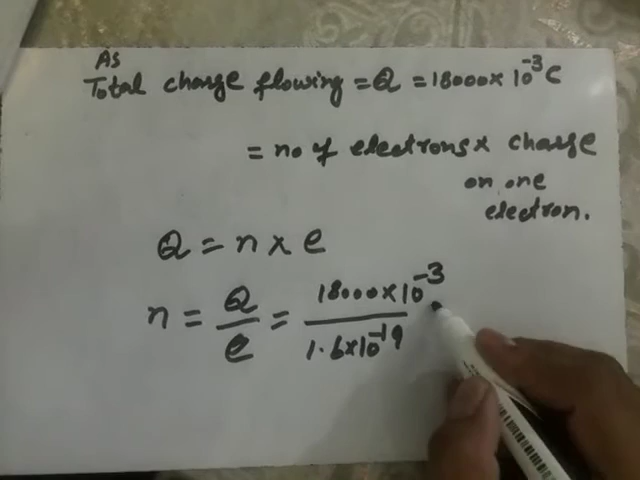 As
Total charge flowing = Q = 18000 × 10⁻³ C
= no of electrons × charge
on one
electron.
Q = n × e
n = Q/e = 18000 × 10⁻³ / 1.6 × 10⁻¹⁹